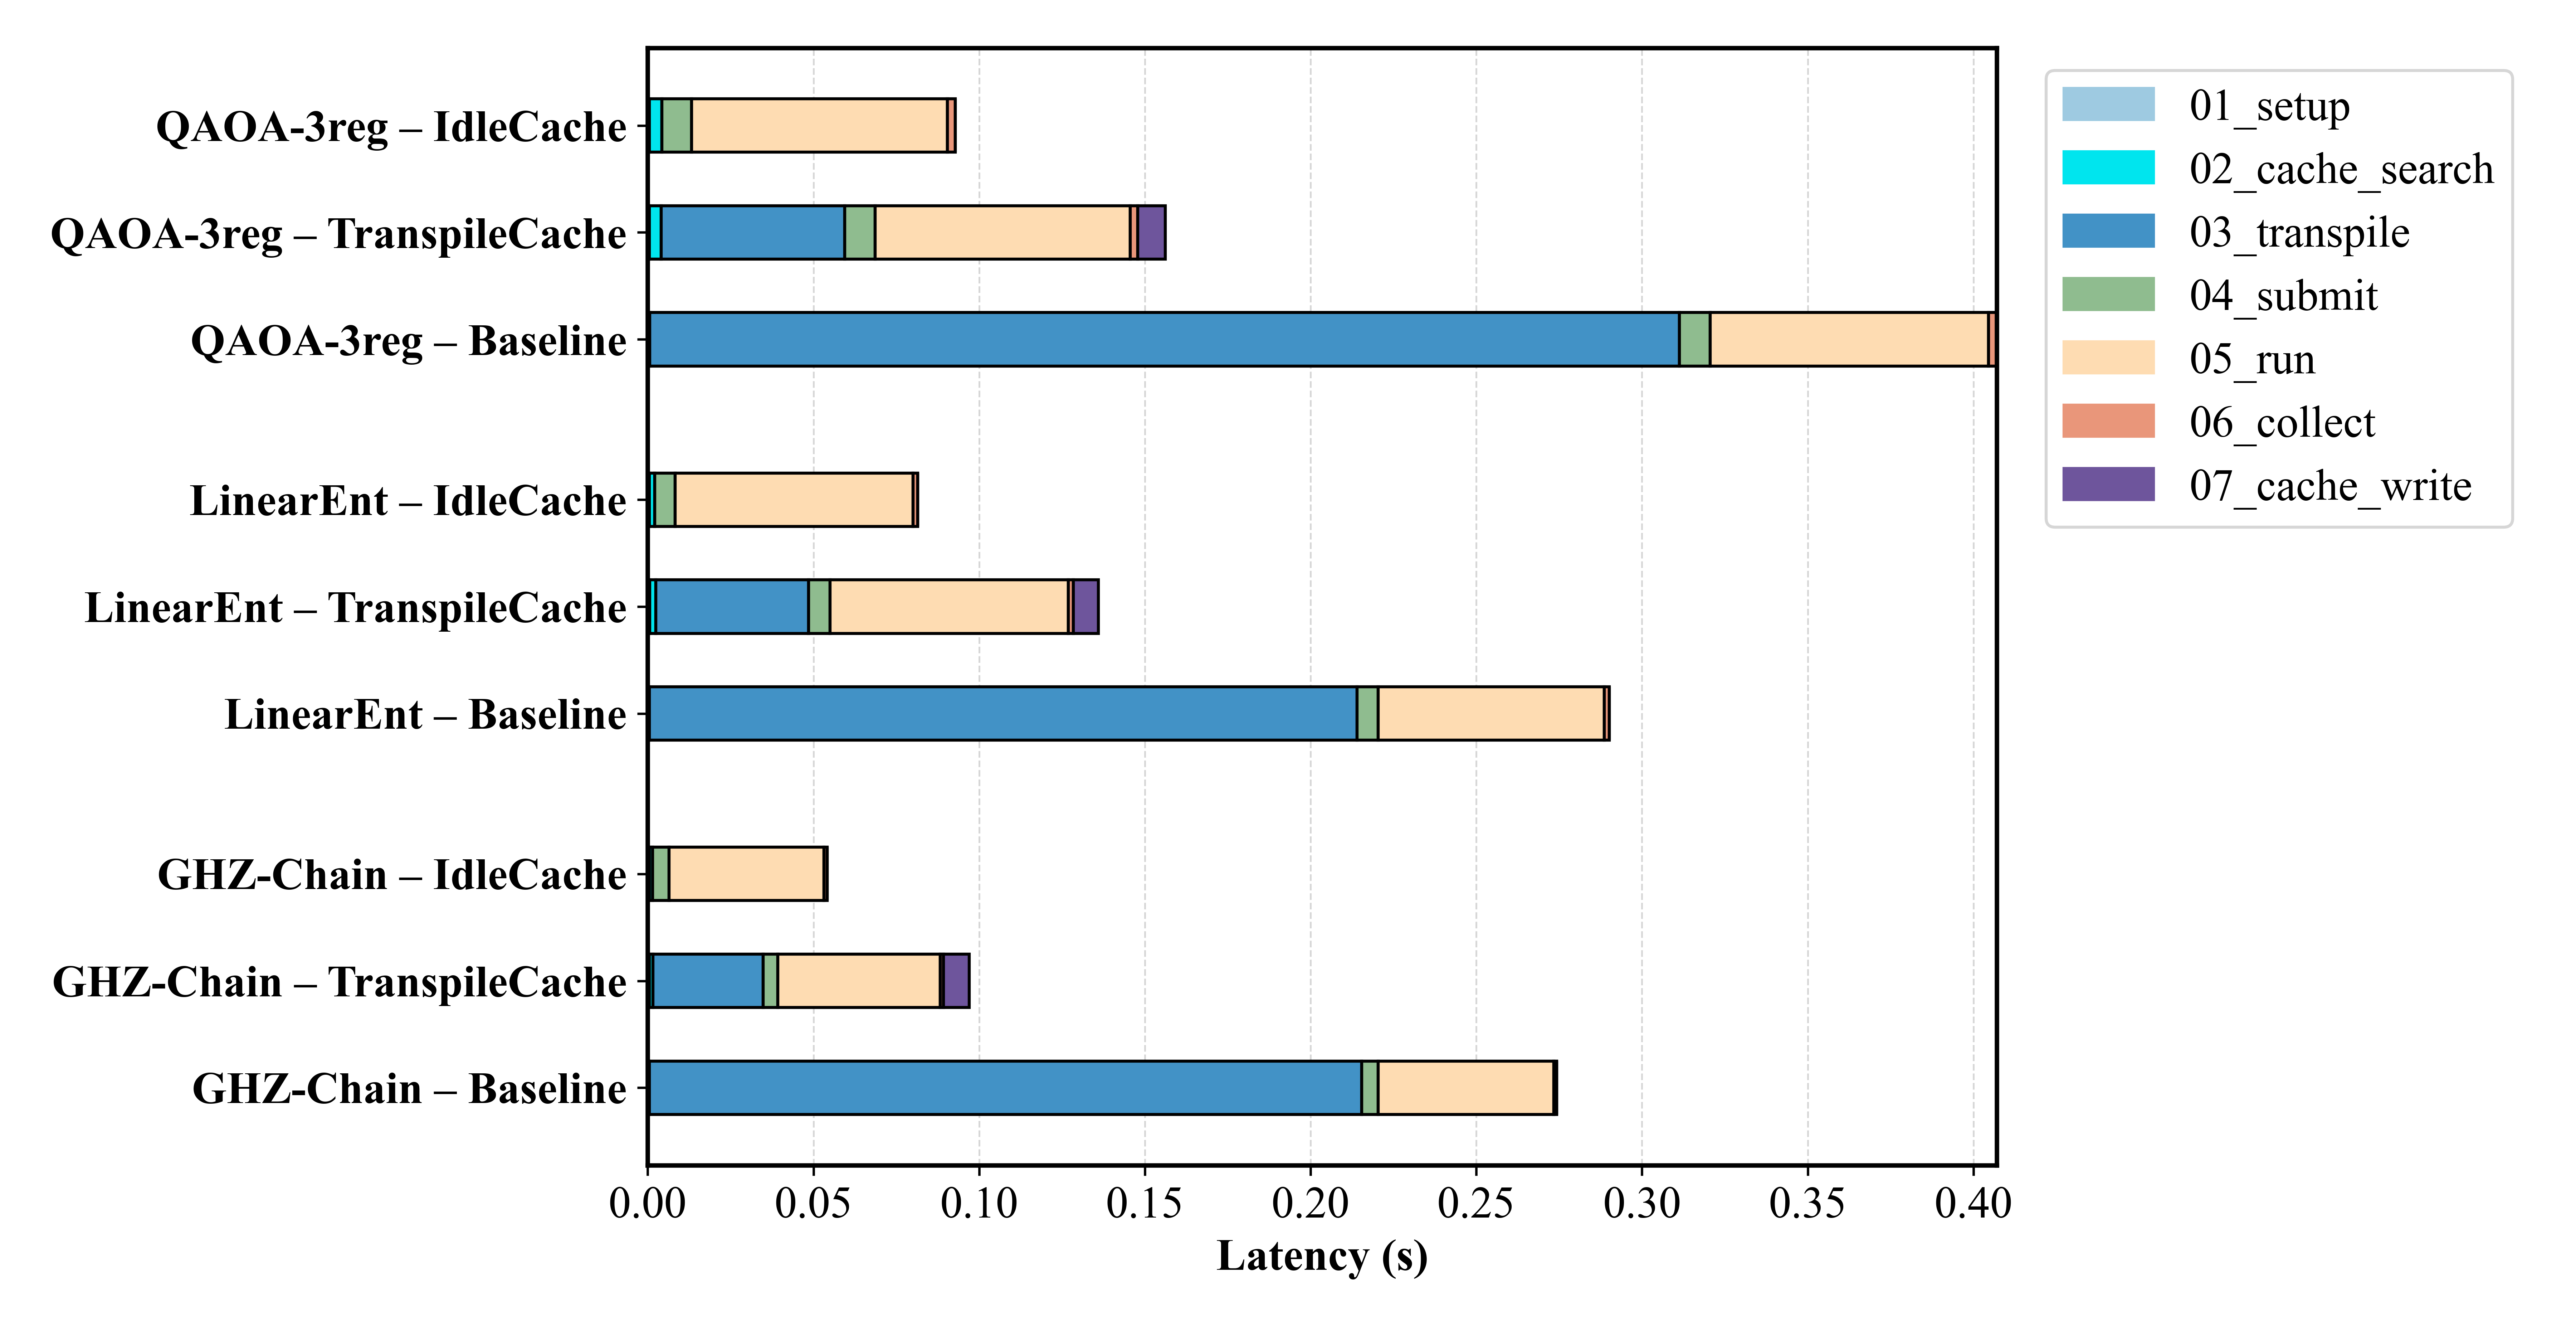 QAOA-3reg – IdleCache
QAOA-3reg – TranspileCache
QAOA-3reg – Baseline
LinearEnt – IdleCache
LinearEnt – TranspileCache
LinearEnt – Baseline
GHZ-Chain – IdleCache
GHZ-Chain – TranspileCache
GHZ-Chain – Baseline
0.00 0.05 0.10 0.15 0.20 0.25 0.30 0.35 0.40
Latency (s)
01_setup
02_cache_search
03_transpile
04_submit
05_run
06_collect
07_cache_write